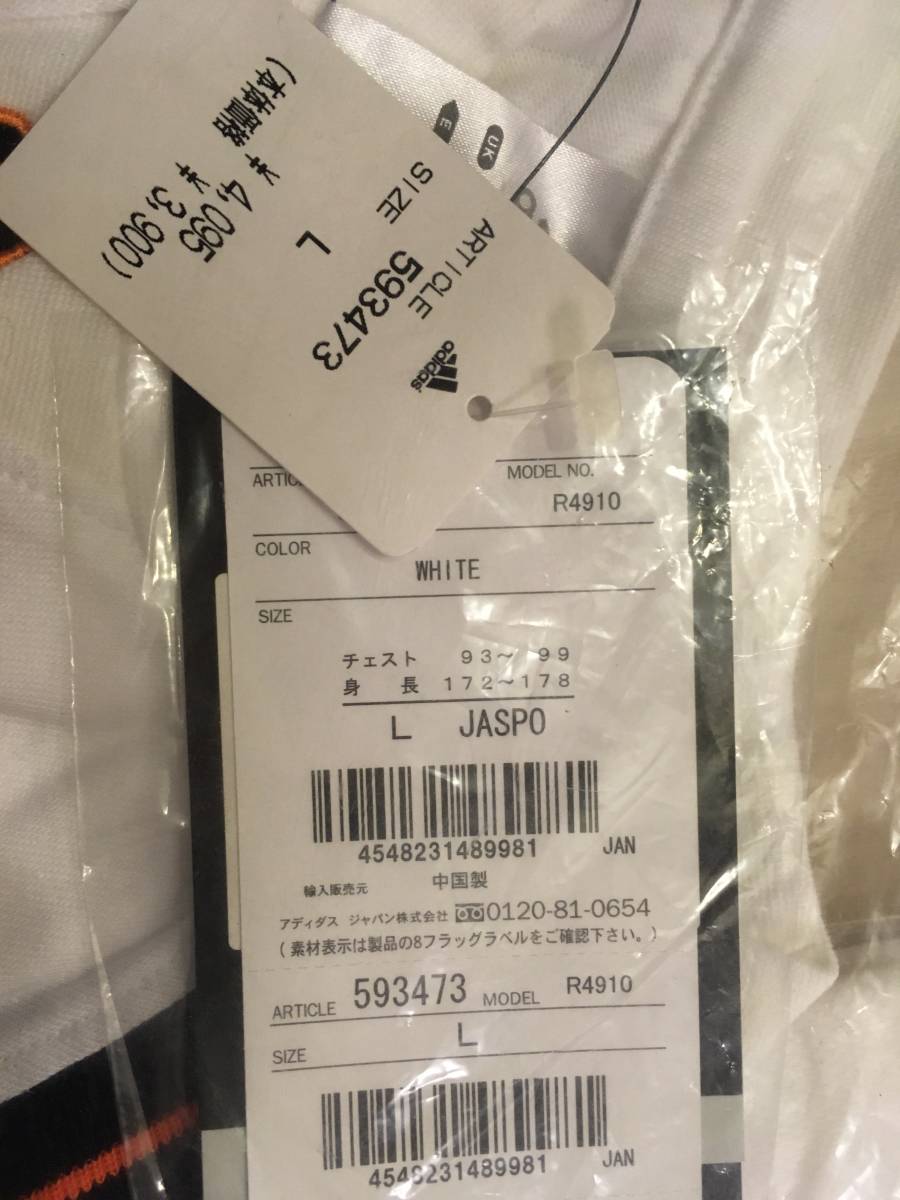 adidas
ARTICLE
593473
SIZE
L
¥ 4,095
(本体価格 ¥ 3,900)
E
UK
MODEL NO.
R4910
COLOR
WHITE
SIZE
チェスト 93〜 99
身 長 172〜178
L JASPO
4548231489981 JAN
輸入販売元 中国製
アディダス ジャパン株式会社 0120-81-0654
(素材表示は製品の8フラッグラベルをご確認下さい。)
ARTICLE 593473 MODEL R4910
SIZE L
4548231489981 JAN